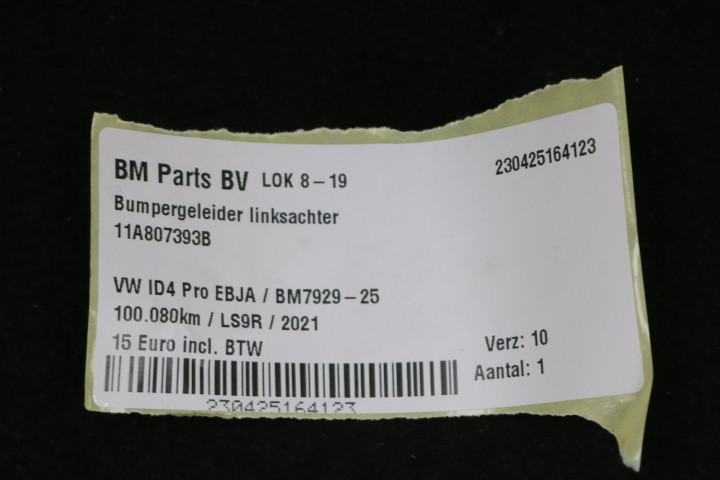 BM Parts BV LOK 8-19
230425164123
Bumpergeleider linksachter
11A807393B
VW ID4 Pro EBJA / BM7929-25
100.080km / LS9R / 2021
15 Euro incl. BTW
Verz: 10
Aantal: 1
230425164123